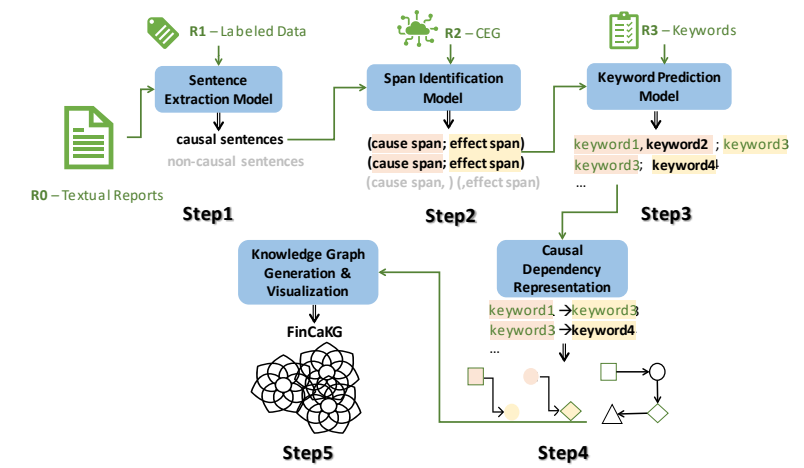 R1 – Labeled Data
R2 – CEG
R3 – Keywords
Sentence
Extraction Model
Span Identification
Model
Keyword Prediction
Model
causal sentences
non-causal sentences
(cause span; effect span)
(cause span; effect span)
(cause span, ) (,effect span)
keyword1, keyword2 ; keyword3
keyword3; keyword4
...
R0 – Textual Reports
Step1
Step2
Step3
Knowledge Graph
Generation &
Visualization
Causal
Dependency
Representation
FinCaKG
keyword1 → keyword3
keyword3 → keyword4
...
Step5
Step4